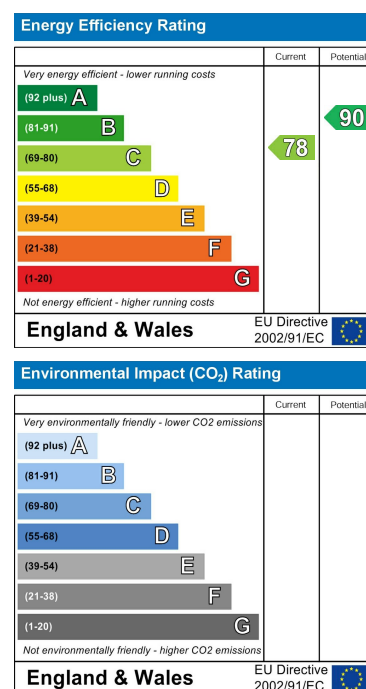 Energy Efficiency Rating
Current Potential
Very energy efficient - lower running costs
(92 plus) A
(81-91) B
(69-80) C
(55-68) D
(39-54) E
(21-38) F
(1-20) G
78
90
Not energy efficient - higher running costs
England & Wales
EU Directive
2002/91/EC
Environmental Impact (CO₂) Rating
Current Potential
Very environmentally friendly - lower CO2 emissions
(92 plus) A
(81-91) B
(69-80) C
(55-68) D
(39-54) E
(21-38) F
(1-20) G
Not environmentally friendly - higher CO2 emissions
England & Wales
EU Directive
2002/91/EC